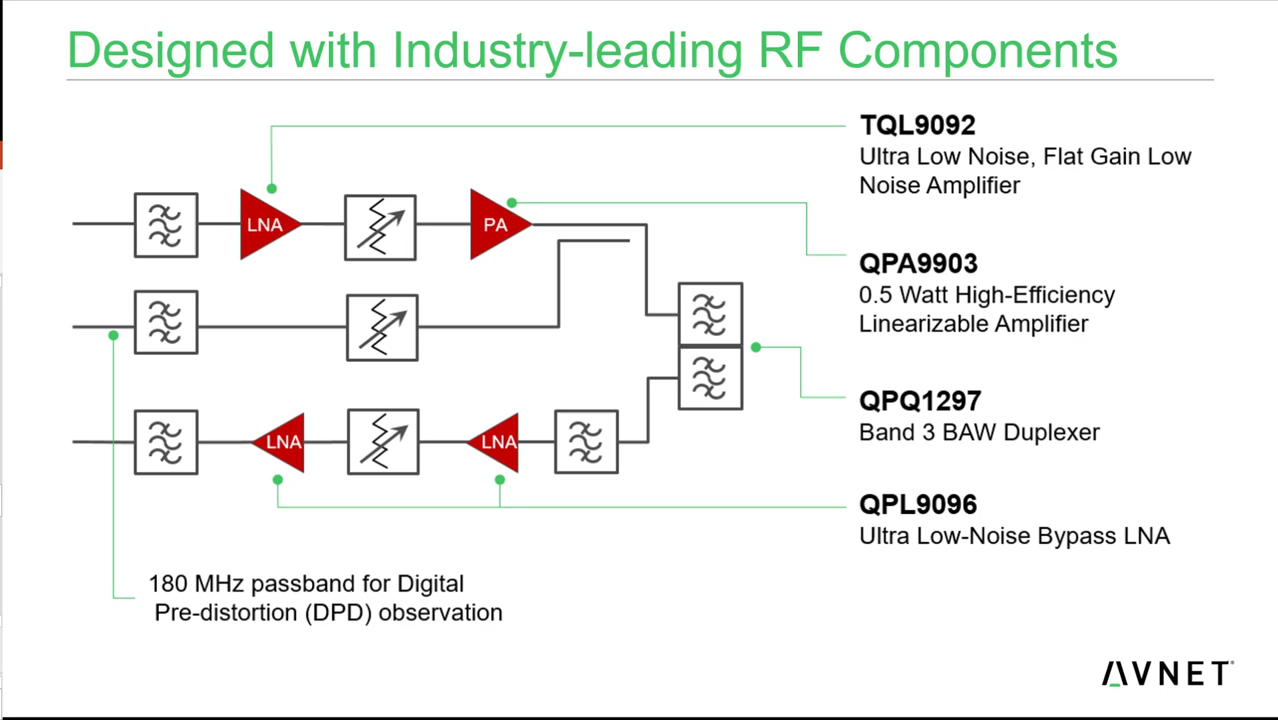 Designed with Industry-leading RF Components
TQL9092
Ultra Low Noise, Flat Gain Low
Noise Amplifier
LNA
PA
QPA9903
0.5 Watt High-Efficiency
Linearizable Amplifier
QPQ1297
Band 3 BAW Duplexer
LNA
LNA
QPL9096
Ultra Low-Noise Bypass LNA
180 MHz passband for Digital
Pre-distortion (DPD) observation
AVNET